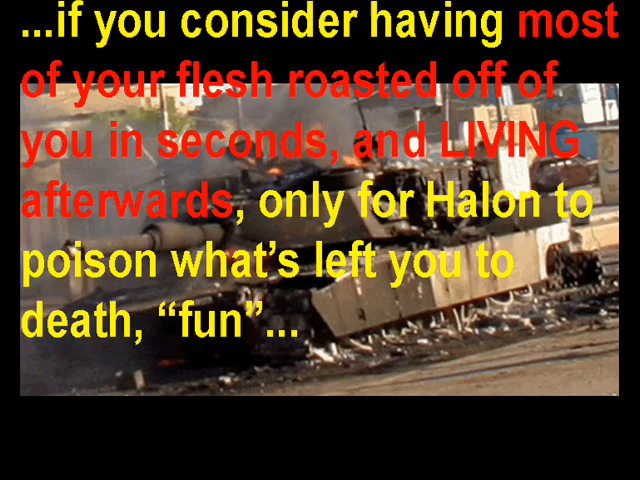 ...if you consider having most
of your flesh roasted off of
you in seconds, and LIVING
afterwards, only for Halon to
poison what’s left you to
death, “fun”...